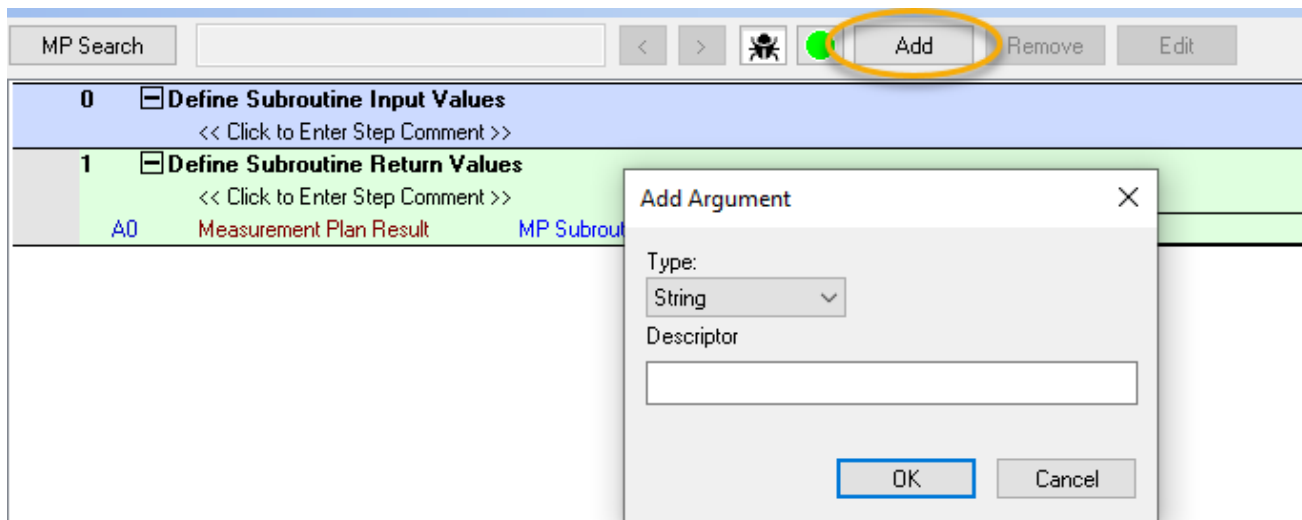 MP Search < > Add Remove Edit
0 Define Subroutine Input Values
<< Click to Enter Step Comment >>
1 Define Subroutine Return Values
<< Click to Enter Step Comment >>
A0 Measurement Plan Result MP Subrout
Add Argument
Type:
String
Descriptor
OK Cancel